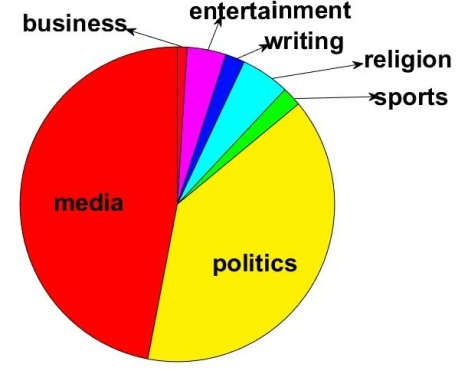 entertainment
business
writing
religion
sports
media
politics